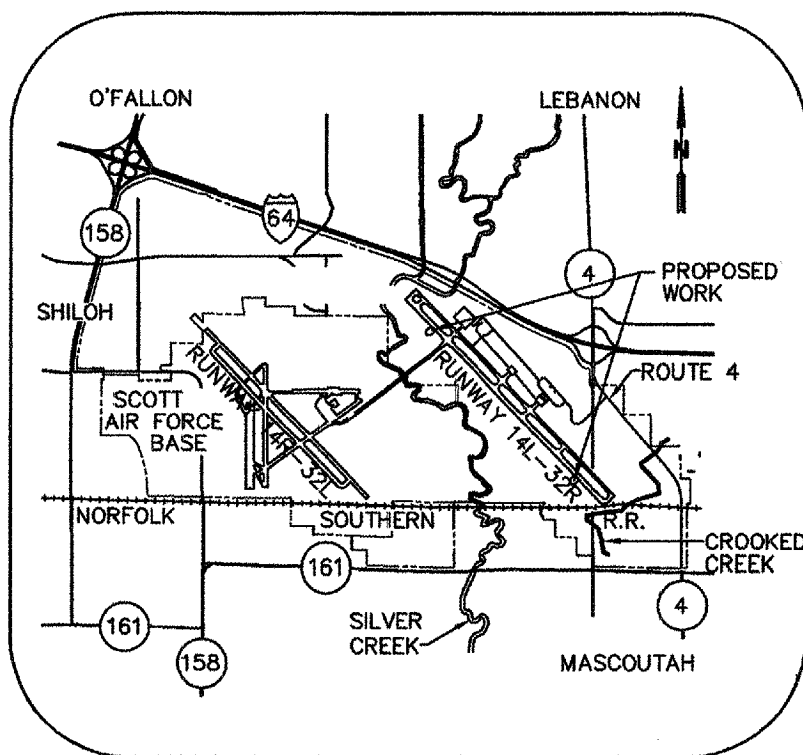 O'FALLON
LEBANON
N
158
64
4
PROPOSED
WORK
SHILOH
ROUTE 4
RUNWAY 14R-32L
RUNWAY 14L-32R
SCOTT
AIR FORCE
BASE
NORFOLK SOUTHERN R.R.
CROOKED
CREEK
161
161
SILVER
CREEK
4
158
MASCOUTAH